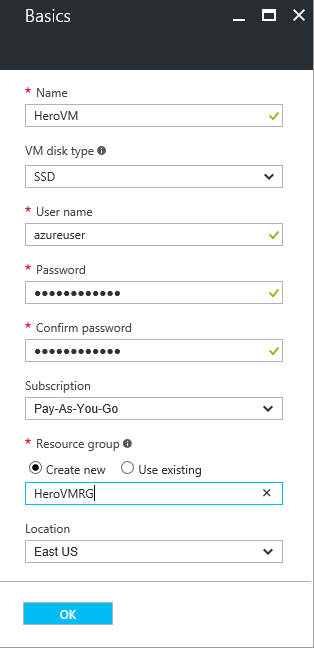 Basics
* Name
HeroVM
VM disk type
SSD
* User name
azureuser
* Password
••••••••••••
* Confirm password
••••••••••••
Subscription
Pay-As-You-Go
* Resource group
Create new Use existing
HeroVMRG
Location
East US
OK